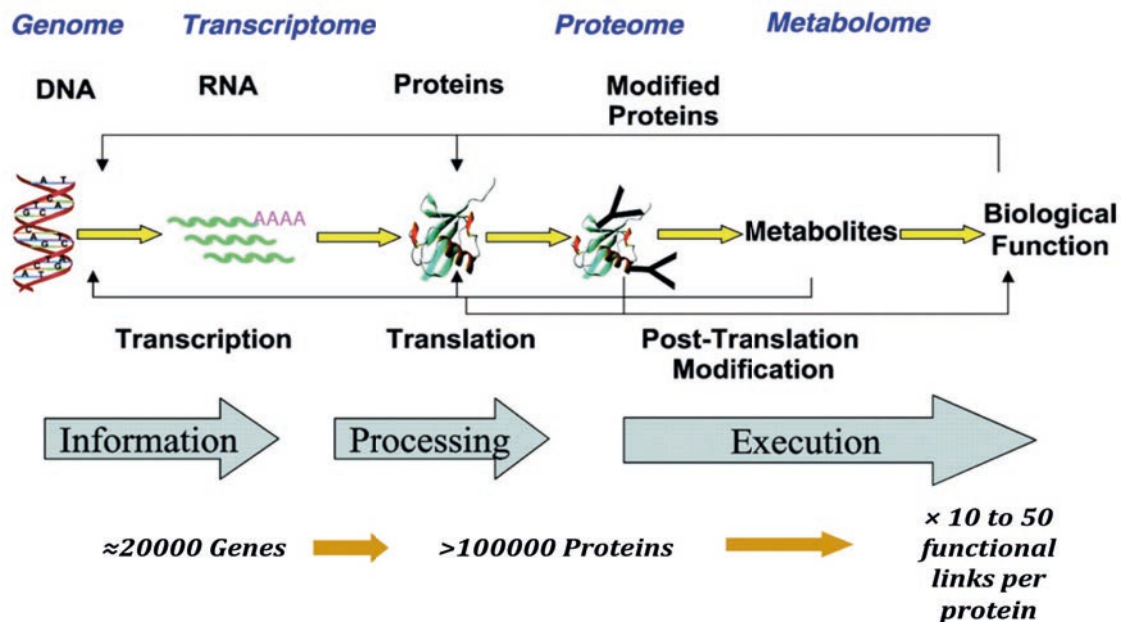 Genome Transcriptome Proteome Metabolome
DNA RNA Proteins Modified
Proteins
AAAA
Metabolites Biological
Function
Transcription Translation Post-Translation
Modification
Information Processing Execution
≈20000 Genes >100000 Proteins × 10 to 50
functional
links per
protein